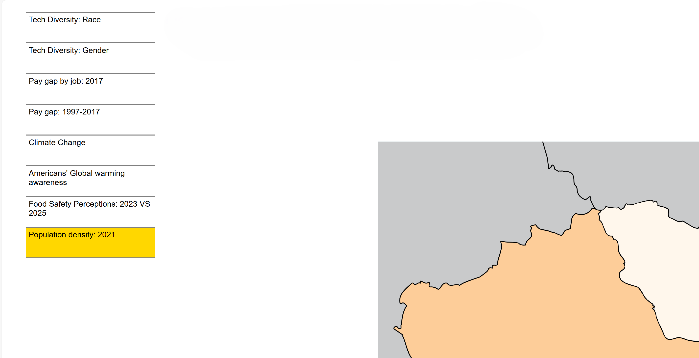 Tech Diversity: Race
Tech Diversity: Gender
Pay gap by job: 2017
Pay gap: 1997-2017
Climate Change
Americans' Global warming
awareness
Food Safety Perceptions: 2023 VS
2025
Population density: 2021